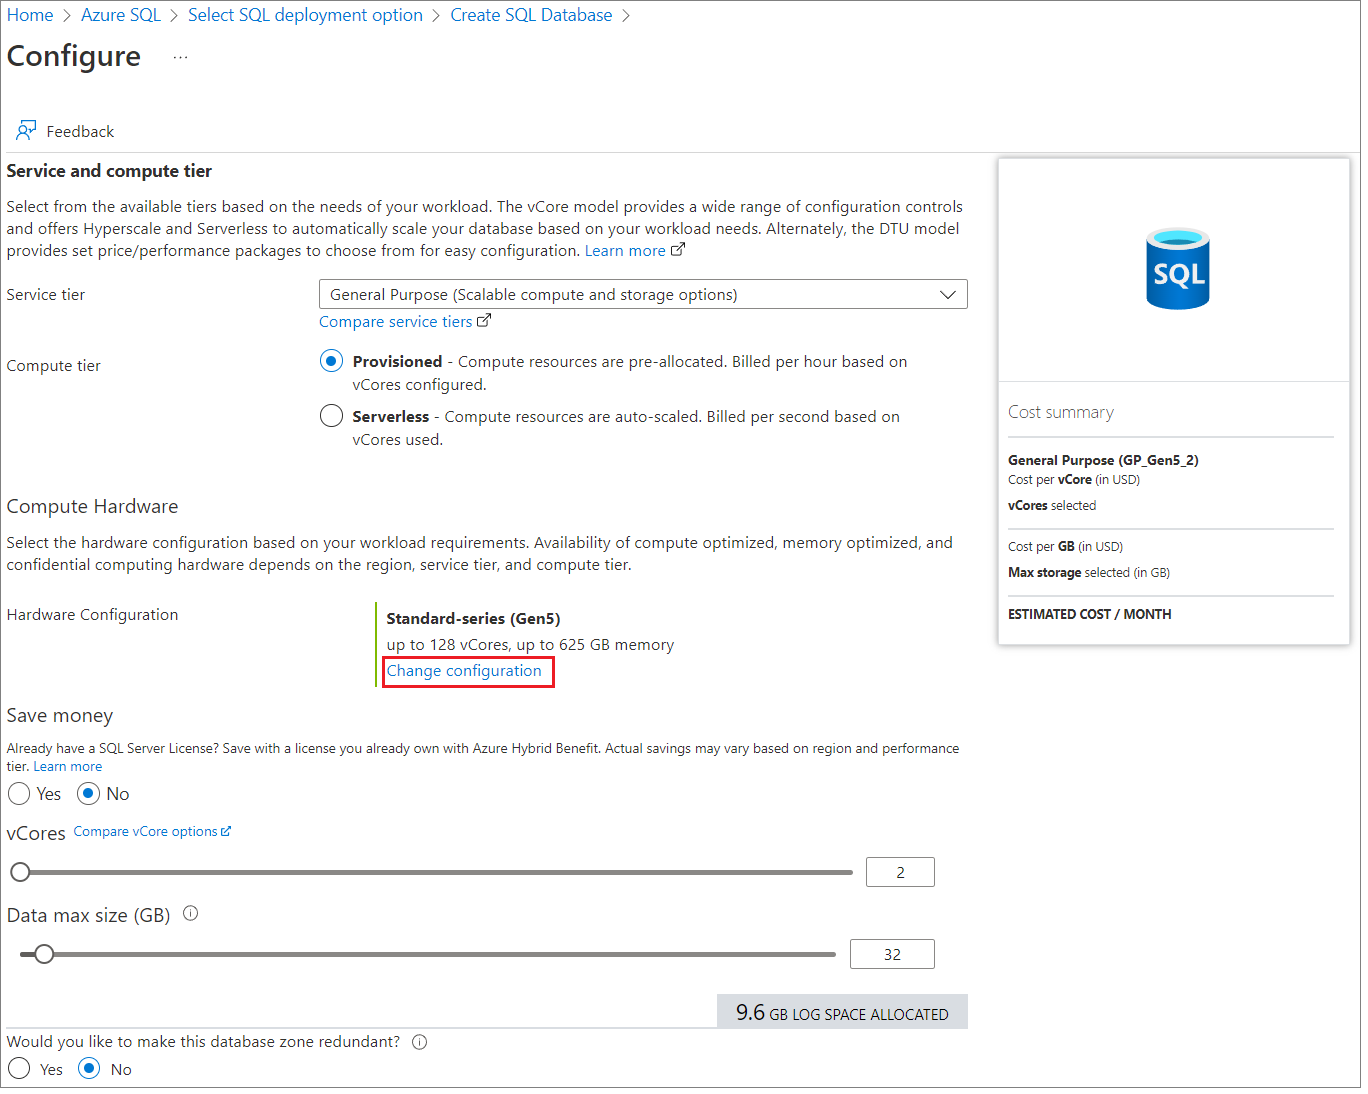 Home > Azure SQL > Select SQL deployment option > Create SQL Database >
Configure ...
Feedback
Service and compute tier
Select from the available tiers based on the needs of your workload. The vCore model provides a wide range of configuration controls
and offers Hyperscale and Serverless to automatically scale your database based on your workload needs. Alternately, the DTU model
provides set price/performance packages to choose from for easy configuration. Learn more
Service tier
General Purpose (Scalable compute and storage options)
Compare service tiers
Compute tier
Provisioned - Compute resources are pre-allocated. Billed per hour based on
vCores configured.
Serverless - Compute resources are auto-scaled. Billed per second based on
vCores used.
Compute Hardware
Select the hardware configuration based on your workload requirements. Availability of compute optimized, memory optimized, and
confidential computing hardware depends on the region, service tier, and compute tier.
Hardware Configuration
Standard-series (Gen5)
up to 128 vCores, up to 625 GB memory
Change configuration
Save money
Already have a SQL Server License? Save with a license you already own with Azure Hybrid Benefit. Actual savings may vary based on region and performance
tier. Learn more
Yes No
vCores Compare vCore options
2
Data max size (GB)
32
9.6 GB LOG SPACE ALLOCATED
Would you like to make this database zone redundant?
Yes No
SQL
Cost summary
General Purpose (GP_Gen5_2)
Cost per vCore (in USD)
vCores selected
Cost per GB (in USD)
Max storage selected (in GB)
ESTIMATED COST / MONTH